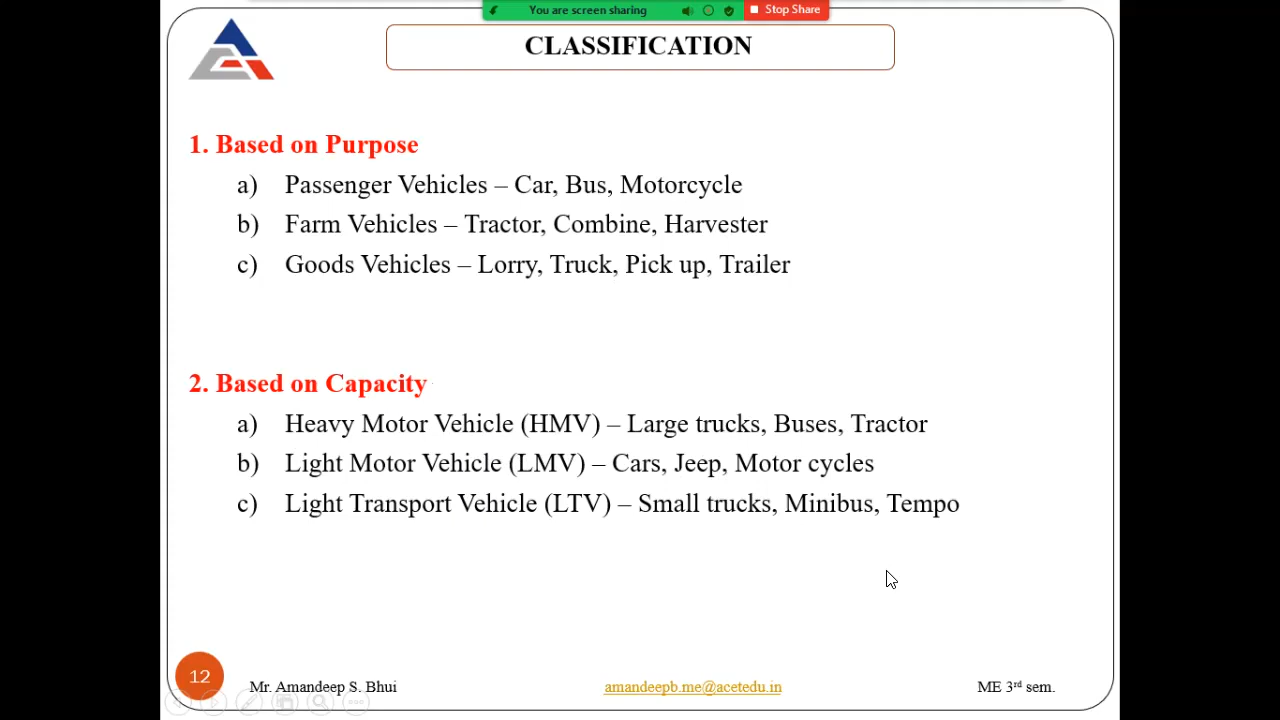 You are screen sharing
Stop Share
CLASSIFICATION
1. Based on Purpose
a) Passenger Vehicles – Car, Bus, Motorcycle
b) Farm Vehicles – Tractor, Combine, Harvester
c) Goods Vehicles – Lorry, Truck, Pick up, Trailer
2. Based on Capacity
a) Heavy Motor Vehicle (HMV) – Large trucks, Buses, Tractor
b) Light Motor Vehicle (LMV) – Cars, Jeep, Motor cycles
c) Light Transport Vehicle (LTV) – Small trucks, Minibus, Tempo
12
Mr. Amandeep S. Bhui
amandeepb.me@acetedu.in
ME 3rd sem.